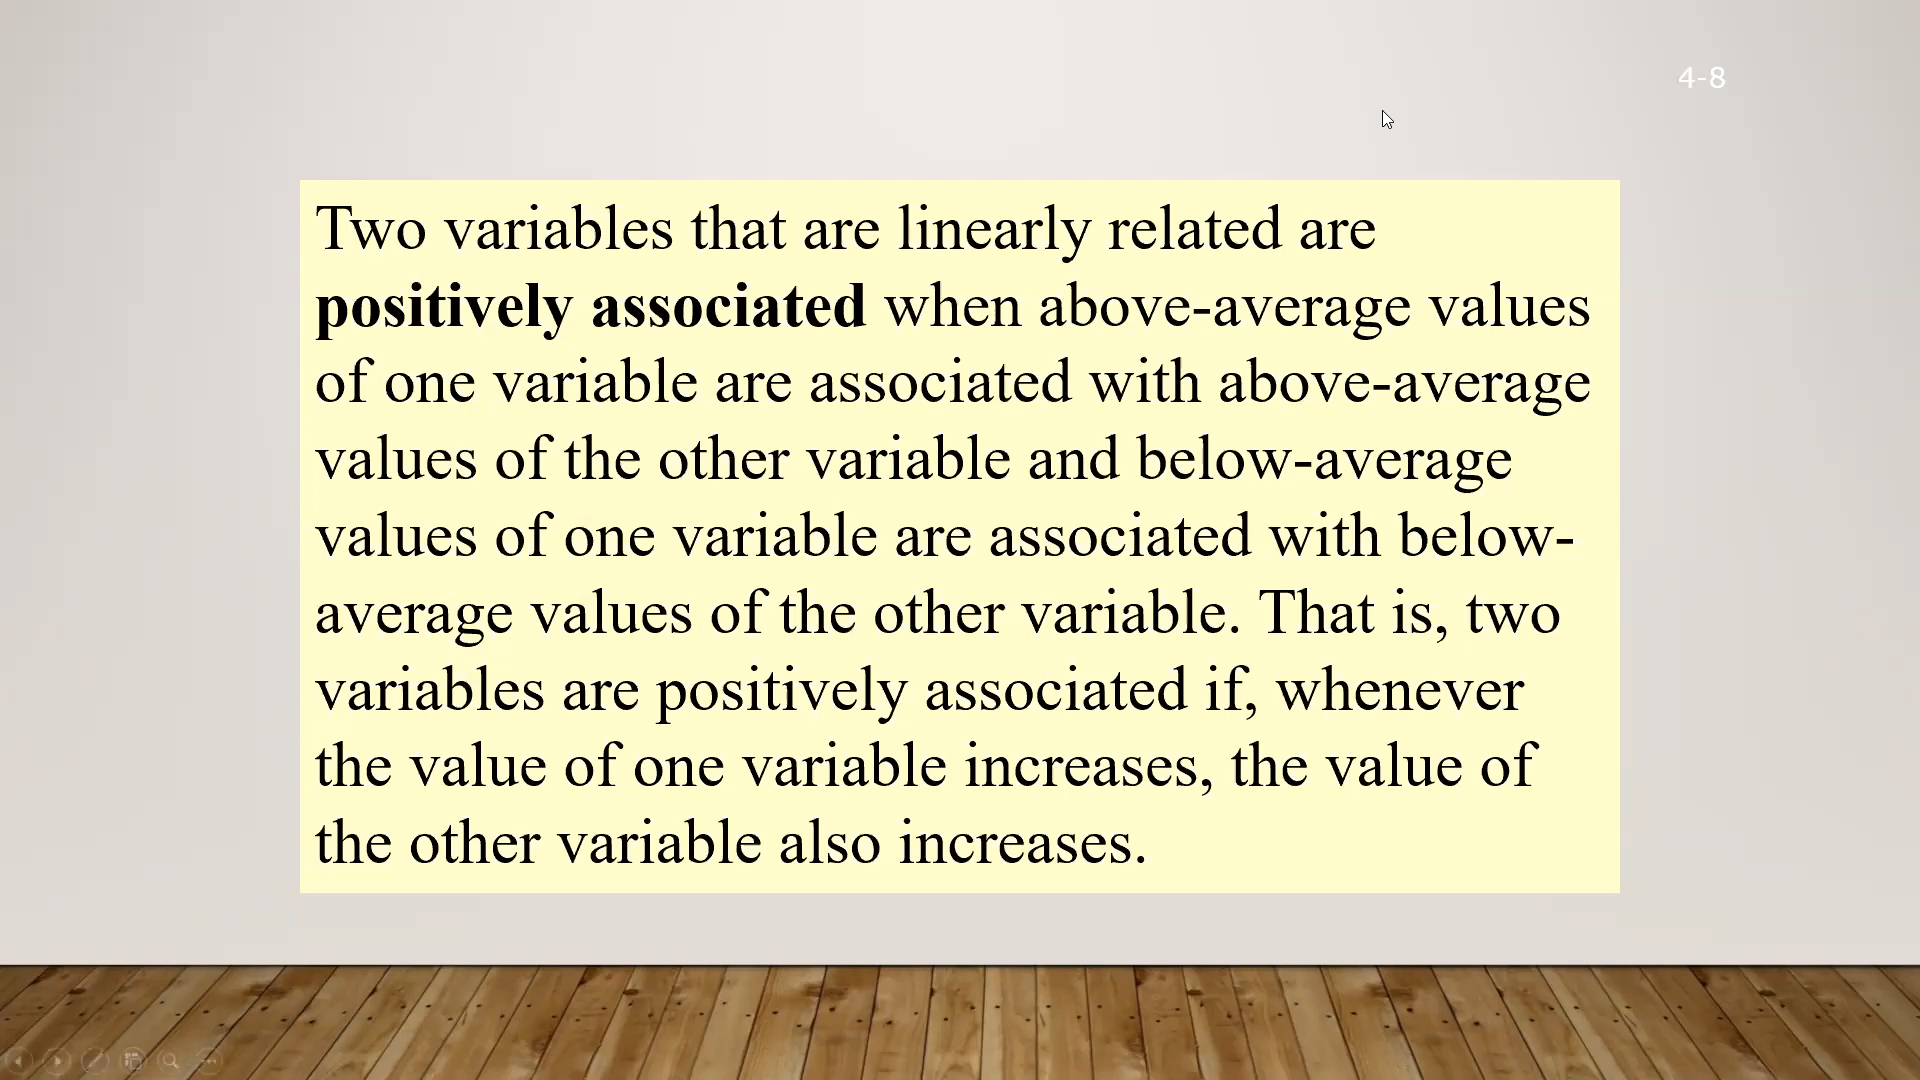 4-8
Two variables that are linearly related are
positively associated when above-average values
of one variable are associated with above-average
values of the other variable and below-average
values of one variable are associated with below-
average values of the other variable. That is, two
variables are positively associated if, whenever
the value of one variable increases, the value of
the other variable also increases.